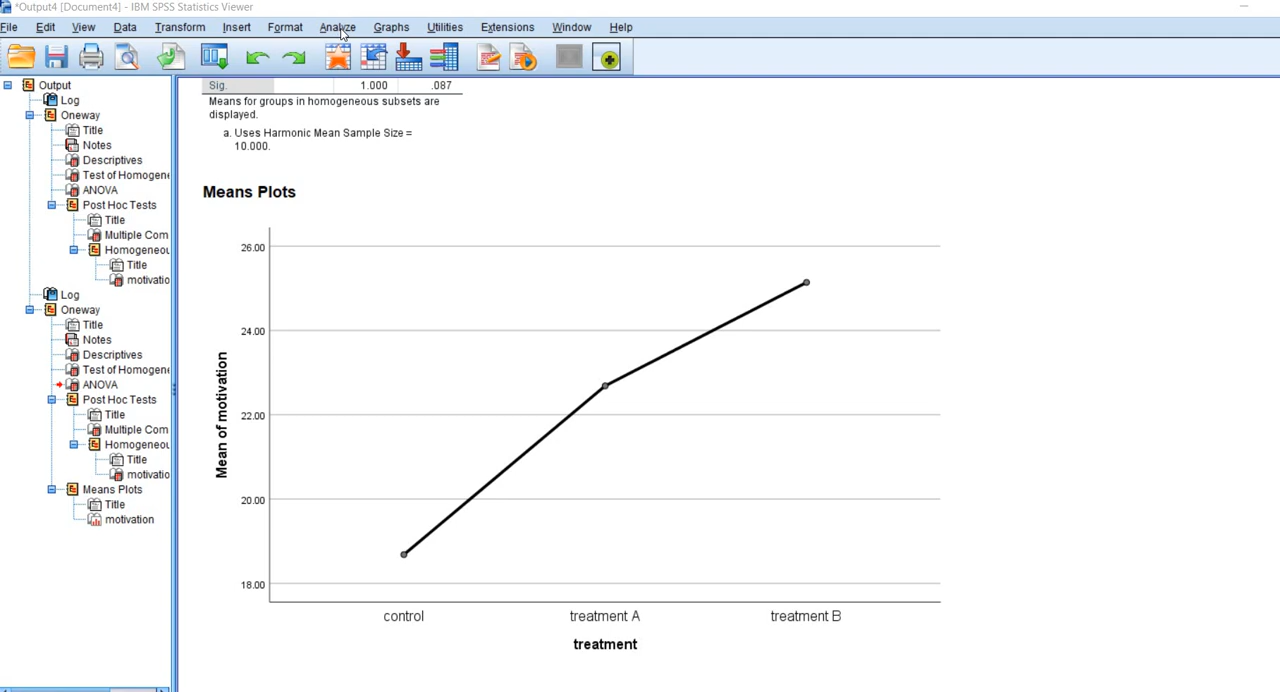 *Output4 [Document4] - IBM SPSS Statistics Viewer
File Edit View Data Transform Insert Format Analyze Graphs Utilities Extensions Window Help
Output
Log
Oneway
Title
Notes
Descriptives
Test of Homogene
ANOVA
Post Hoc Tests
Title
Multiple Com
Homogeneou
Title
motivatio
Log
Oneway
Title
Notes
Descriptives
Test of Homogene
ANOVA
Post Hoc Tests
Title
Multiple Com
Homogeneou
Title
motivatio
Means Plots
Title
motivation
Sig. 1.000 .087
Means for groups in homogeneous subsets are
displayed.
a. Uses Harmonic Mean Sample Size =
10.000.
Means Plots
Mean of motivation
26.00
24.00
22.00
20.00
18.00
control treatment A treatment B
treatment